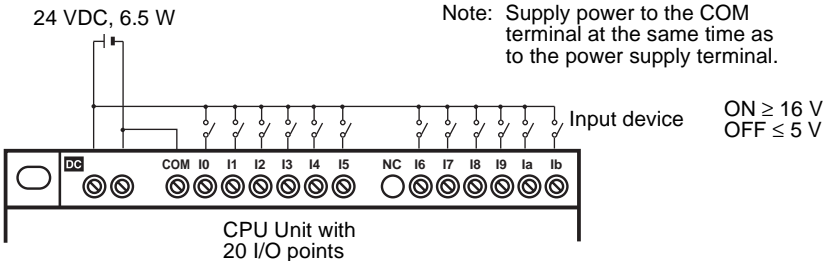 24 VDC, 6.5 W
Note: Supply power to the COM
terminal at the same time as
to the power supply terminal.
Input device
ON ≥ 16 V
OFF ≤ 5 V
DC COM I0 I1 I2 I3 I4 I5 NC I6 I7 I8 I9 Ia Ib
CPU Unit with
20 I/O points